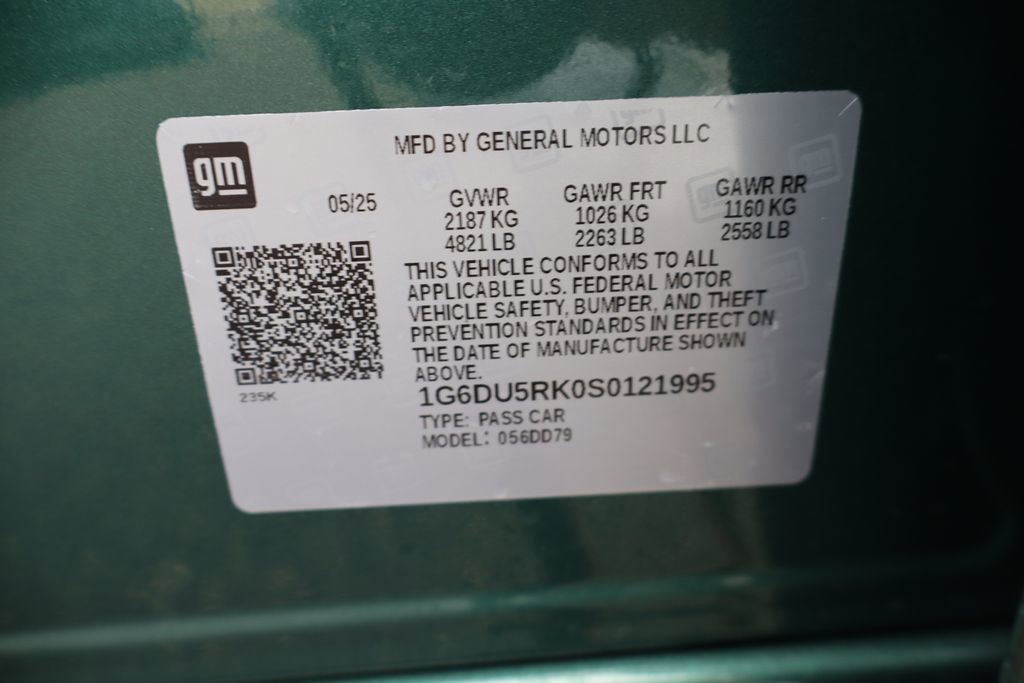 gm
MFD BY GENERAL MOTORS LLC
05/25
GVWR
2187 KG
4821 LB
GAWR FRT
1026 KG
2263 LB
GAWR RR
1160 KG
2558 LB
THIS VEHICLE CONFORMS TO ALL
APPLICABLE U.S. FEDERAL MOTOR
VEHICLE SAFETY, BUMPER, AND THEFT
PREVENTION STANDARDS IN EFFECT ON
THE DATE OF MANUFACTURE SHOWN
ABOVE.
235K
1G6DU5RK0S0121995
TYPE: PASS CAR
MODEL: 056DD79